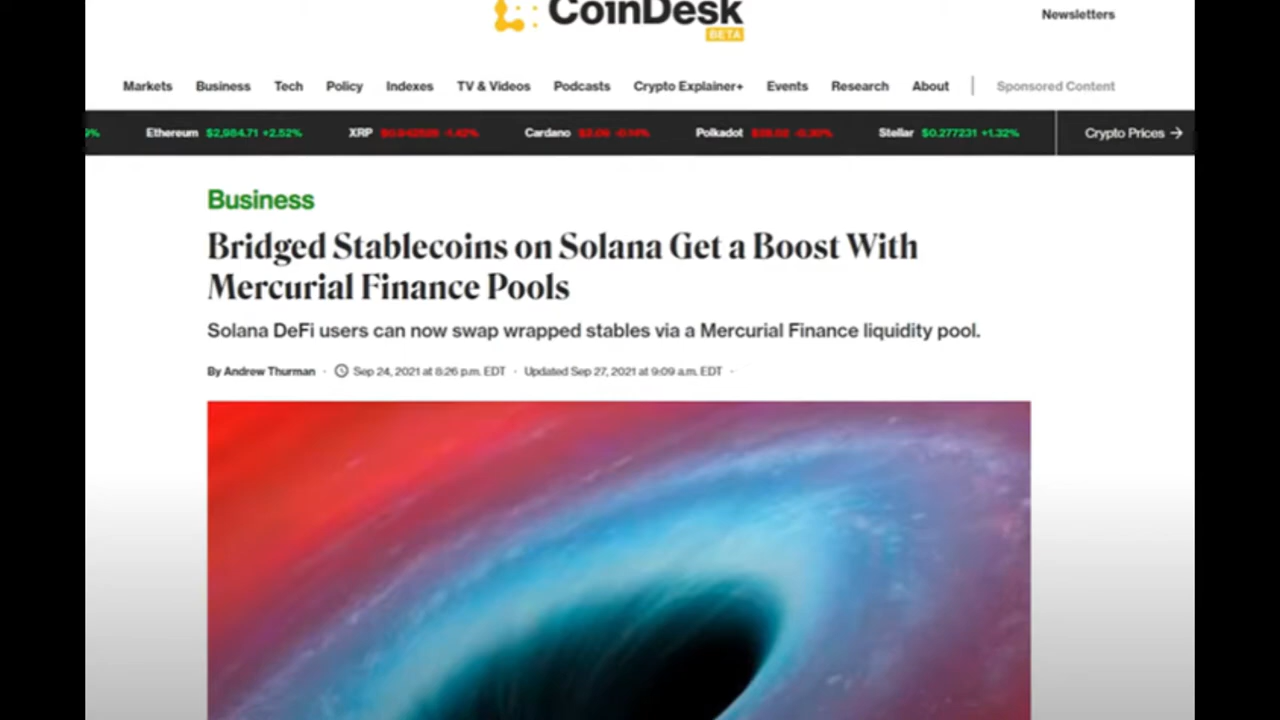 CoinDesk
BETA
Newsletters
Markets Business Tech Policy Indexes TV & Videos Podcasts Crypto Explainer+ Events Research About Sponsored Content
9% Ethereum $2,984.71 +2.52% XRP Cardano Polkadot Stellar $0.277231 +1.32% Crypto Prices →
Business
Bridged Stablecoins on Solana Get a Boost With
Mercurial Finance Pools
Solana DeFi users can now swap wrapped stables via a Mercurial Finance liquidity pool.
By Andrew Thurman · Sep 24, 2021 at 8:26 p.m. EDT · Updated Sep 27, 2021 at 9:09 a.m. EDT ·